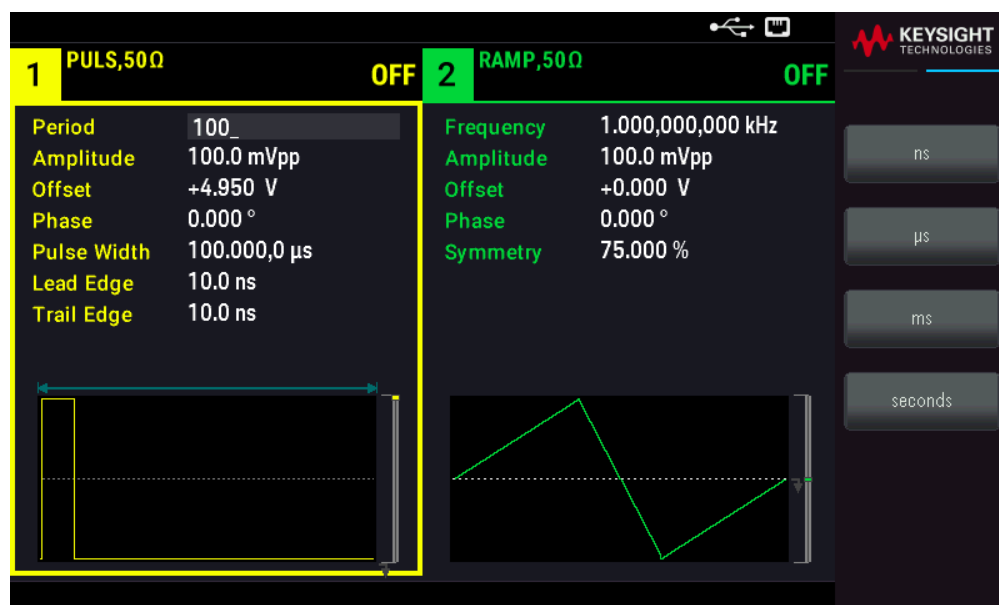 KEYSIGHT
TECHNOLOGIES
1 PULS,50Ω OFF
2 RAMP,50Ω OFF
Period 100_
Amplitude 100.0 mVpp
Offset +4.950 V
Phase 0.000 °
Pulse Width 100.000,0 µs
Lead Edge 10.0 ns
Trail Edge 10.0 ns
Frequency 1.000,000,000 kHz
Amplitude 100.0 mVpp
Offset +0.000 V
Phase 0.000 °
Symmetry 75.000 %
ns
µs
ms
seconds